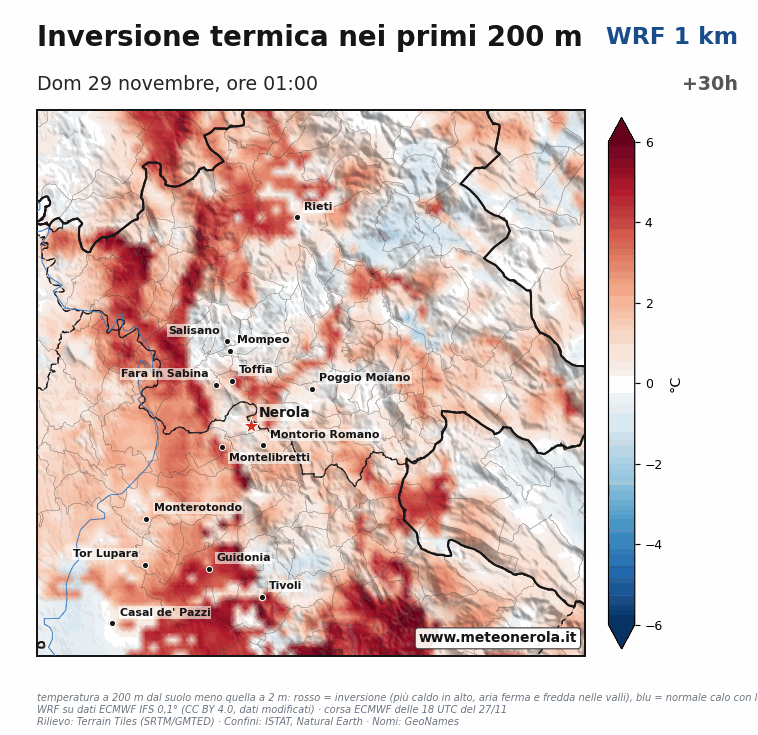 Inversione termica nei primi 200 m WRF 1 km
Dom 29 novembre, ore 01:00 +30h
Rieti
Salisano
Mompeo
Toffia
Fara in Sabina
Poggio Moiano
Nerola
Montorio Romano
Montelibretti
Monterotondo
Tor Lupara
Guidonia
Tivoli
Casal de' Pazzi
www.meteonerola.it
6
4
2
0
−2
−4
−6
°C
temperatura a 200 m dal suolo meno quella a 2 m: rosso = inversione (più caldo in alto, aria ferma e fredda nelle valli), blu = normale calo con
WRF su dati ECMWF IFS 0,1° (CC BY 4.0, dati modificati) · corsa ECMWF delle 18 UTC del 27/11
Rilievo: Terrain Tiles (SRTM/GMTED) · Confini: ISTAT, Natural Earth · Nomi: GeoNames